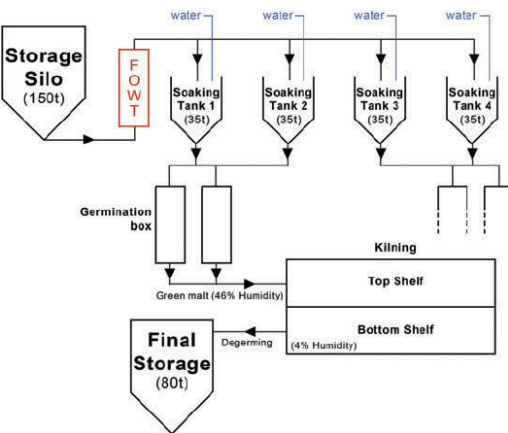 water
water
water
water
Storage
Silo
(150t)
F
O
W
T
Soaking
Tank 1
(35t)
Soaking
Tank 2
(35t)
Soaking
Tank 3
(35t)
Soaking
Tank 4
(35t)
Germination
box
Kilning
Top Shelf
Green malt (46% Humidity)
Bottom Shelf
(4% Humidity)
Degerming
Final
Storage
(80t)